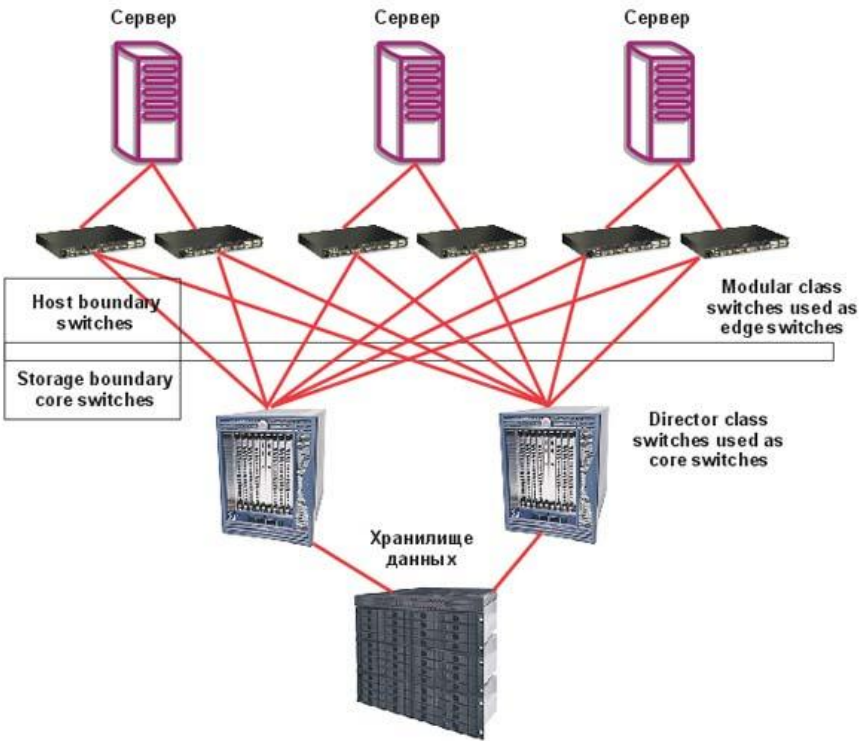 Сервер
Сервер
Сервер
Host boundary
switches
Modular class
switches used as
edge switches
Storage boundary
core switches
Director class
switches used as
core switches
Хранилище
данных